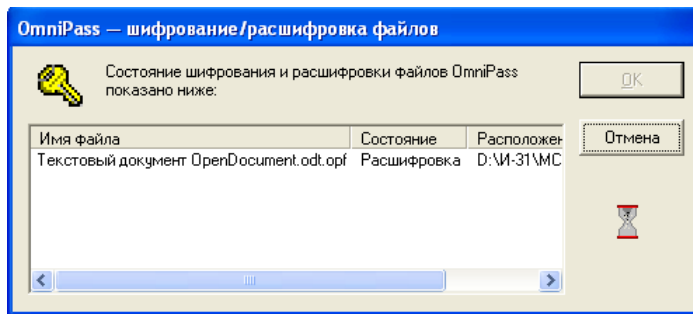 OmniPass — шифрование/расшифровка файлов
Состояние шифрования и расшифровки файлов OmniPass
показано ниже:
OK
Отмена
Имя файла Состояние Расположен
Текстовый документ OpenDocument.odt.opf Расшифровка D:\И-31\МС